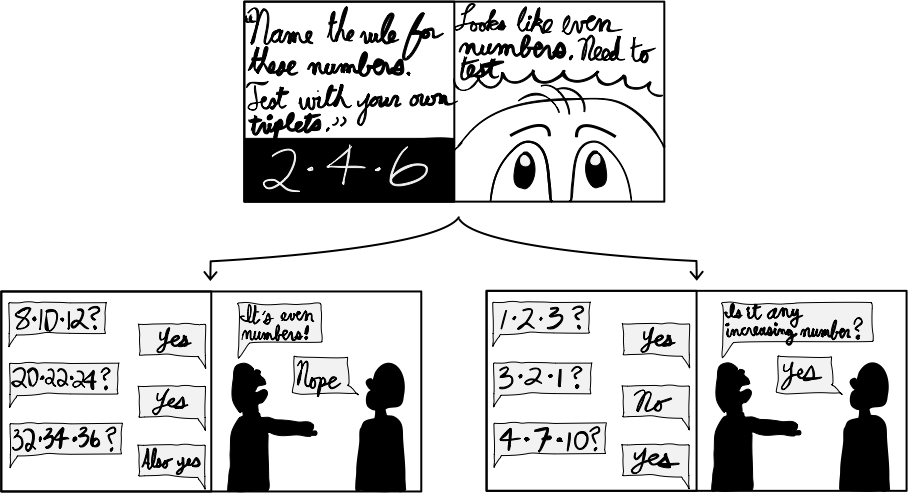 "Name the rule for
these numbers.
Test with your own
triplets."
2·4·6
Looks like even
numbers. Need to
test
8·10·12?
Yes
20·22·24?
Yes
32·34·36?
Also yes
It's even
numbers!
Nope
1·2·3?
Yes
3·2·1?
No
4·7·10?
Yes
Is it any
increasing number?
Yes